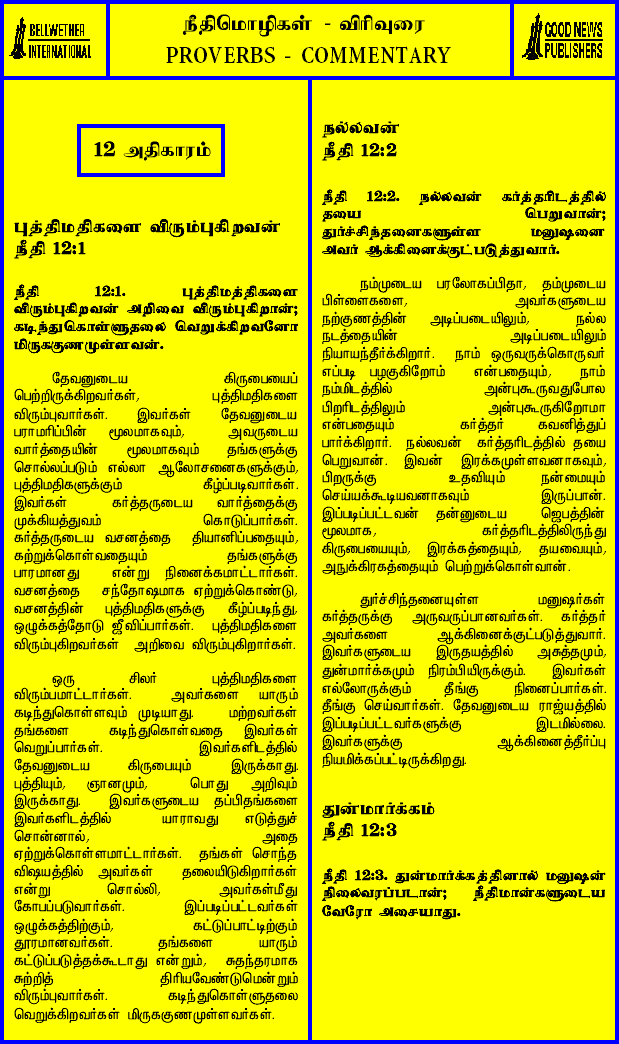 BELLWETHER
INTERNATIONAL
நீதிமொழிகள் - விரிவுரை
PROVERBS - COMMENTARY
GOOD NEWS
PUBLISHERS
12 அதிகாரம்
புத்திமதிகளை விரும்புகிறவன்
நீதி 12:1
நீதி 12:1. புத்திமத்திகளை
விரும்புகிறவன் அறிவை விரும்புகிறான்;
கடிந்துகொள்ளுதலை வெறுக்கிறவனோ
மிருககுணமுள்ளவன்.
தேவனுடைய கிருபையைப்
பெற்றிருக்கிறவர்கள், புத்திமதிகளை
விரும்புவார்கள். இவர்கள் தேவனுடைய
பராமரிப்பின் மூலமாகவும், அவருடைய
வார்த்தையின் மூலமாகவும் தங்களுக்கு
சொல்லப்படும் எல்லா ஆலோசனைகளுக்கும்,
புத்திமதிகளுக்கும் கீழ்ப்படிவார்கள்.
இவர்கள் கர்த்தருடைய வார்த்தைக்கு
முக்கியத்துவம் கொடுப்பார்கள்.
கர்த்தருடைய வசனத்தை தியானிப்பதையும்,
கற்றுக்கொள்வதையும் தங்களுக்கு
பாரமானது என்று நினைக்கமாட்டார்கள்.
வசனத்தை சந்தோஷமாக ஏற்றுக்கொண்டு,
வசனத்தின் புத்திமதிகளுக்கு கீழ்ப்படிந்து,
ஒழுக்கத்தோடு ஜீவிப்பார்கள். புத்திமதிகளை
விரும்புகிறவர்கள் அறிவை விரும்புகிறார்கள்.
ஒரு சிலர் புத்திமதிகளை
விரும்பமாட்டார்கள். அவர்களை யாரும்
கடிந்துகொள்ளவும் முடியாது. மற்றவர்கள்
தங்களை கடிந்துகொள்வதை இவர்கள்
வெறுப்பார்கள். இவர்களிடத்தில்
தேவனுடைய கிருபையும் இருக்காது.
புத்தியும், ஞானமும், பொது அறிவும்
இருக்காது. இவர்களுடைய தப்பிதங்களை
இவர்களிடத்தில் யாராவது எடுத்துச்
சொன்னால், அதை
ஏற்றுக்கொள்ளமாட்டார்கள். தங்கள் சொந்த
விஷயத்தில் அவர்கள் தலையிடுகிறார்கள்
என்று சொல்லி, அவர்கள்மீது
கோபப்படுவார்கள். இப்படிப்பட்டவர்கள்
ஒழுக்கத்திற்கும், கட்டுப்பாட்டிற்கும்
தூரமானவர்கள். தங்களை யாரும்
கட்டுப்படுத்தக்கூடாது என்றும், சுதந்தரமாக
சுற்றித் திரியவேண்டுமென்றும்
விரும்புவார்கள். கடிந்துகொள்ளுதலை
வெறுக்கிறவர்கள் மிருககுணமுள்ளவர்கள்.
நல்லவன்
நீதி 12:2
நீதி 12:2. நல்லவன் கர்த்தரிடத்தில்
தயை பெறுவான்;
துர்ச்சிந்தனைகளுள்ள மனுஷனை
அவர் ஆக்கினைக்குட்படுத்துவார்.
நம்முடைய பரலோகப்பிதா, தம்முடைய
பிள்ளைகளை, அவர்களுடைய
நற்குணத்தின் அடிப்படையிலும், நல்ல
நடத்தையின் அடிப்படையிலும்
நியாயந்தீர்க்கிறார். நாம் ஒருவருக்கொருவர்
எப்படி பழகுகிறோம் என்பதையும், நாம்
நம்மிடத்தில் அன்புகூருவதுபோல
பிறரிடத்திலும் அன்புகூருகிறோமா
என்பதையும் கர்த்தர் கவனித்துப்
பார்க்கிறார். நல்லவன் கர்த்தரிடத்தில் தயை
பெறுவான். இவன் இரக்கமுள்ளவனாகவும்,
பிறருக்கு உதவியும் நன்மையும்
செய்யக்கூடியவனாகவும் இருப்பான்.
இப்படிப்பட்டவன் தன்னுடைய ஜெபத்தின்
மூலமாக, கர்த்தரிடத்திலிருந்து
கிருபையையும், இரக்கத்தையும், தயவையும்,
அநுக்கிரகத்தையும் பெற்றுக்கொள்வான்.
துர்ச்சிந்தனையுள்ள மனுஷர்கள்
கர்த்தருக்கு அருவருப்பானவர்கள். கர்த்தர்
அவர்களை ஆக்கினைக்குட்படுத்துவார்.
இவர்களுடைய இருதயத்தில் அசுத்தமும்,
துன்மார்க்கமும் நிரம்பியிருக்கும். இவர்கள்
எல்லோருக்கும் தீங்கு நினைப்பார்கள்.
தீங்கு செய்வார்கள். தேவனுடைய ராஜ்யத்தில்
இப்படிப்பட்டவர்களுக்கு இடமில்லை.
இவர்களுக்கு ஆக்கினைத்தீர்ப்பு
நியமிக்கப்பட்டிருக்கிறது.
துன்மார்க்கம்
நீதி 12:3
நீதி 12:3. துன்மார்க்கத்தினால் மனுஷன்
நிலைவரப்படான்; நீதிமான்களுடைய
வேரோ அசையாது.